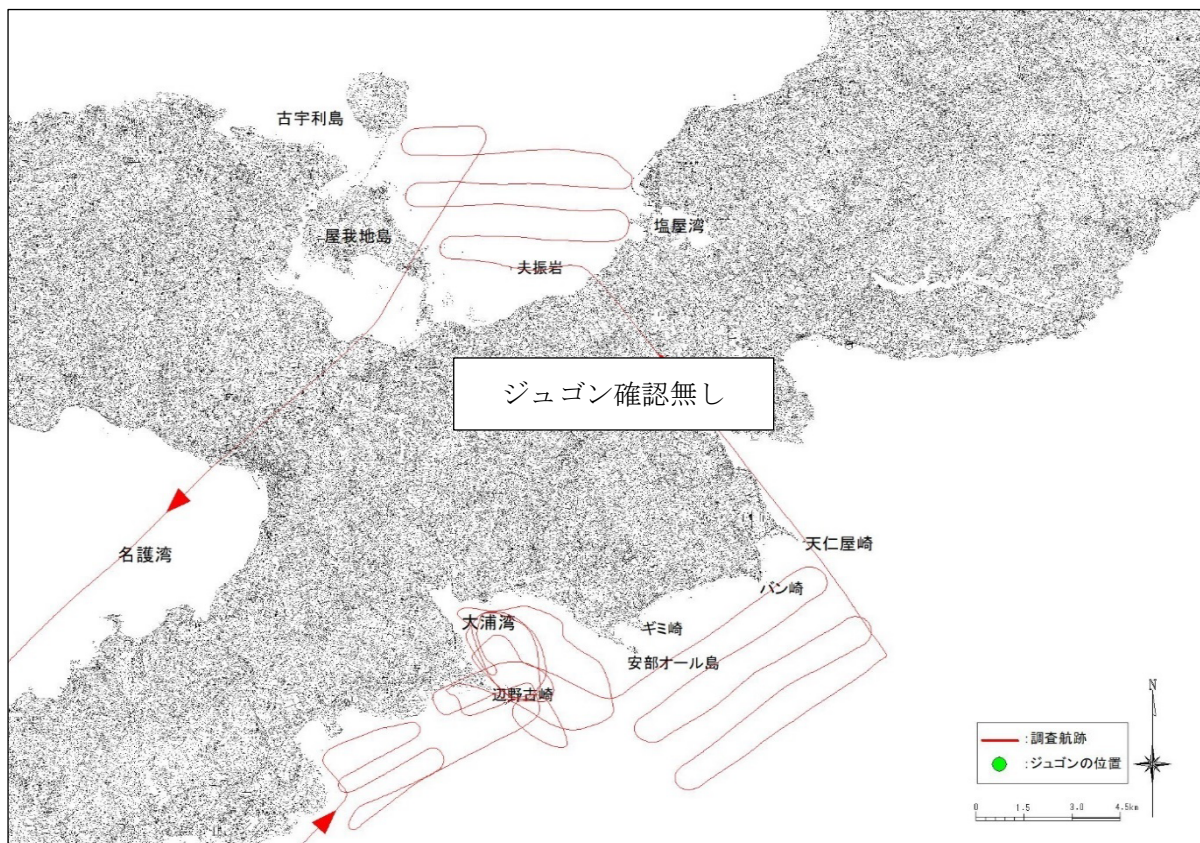 古宇利島
屋我地島
塩屋湾
夫振岩
ジュゴン確認無し
名護湾
天仁屋崎
バン崎
大浦湾
ギミ崎
安部オール島
辺野古崎
N
:調査航跡
:ジュゴンの位置
0 1.5 3.0 4.5km